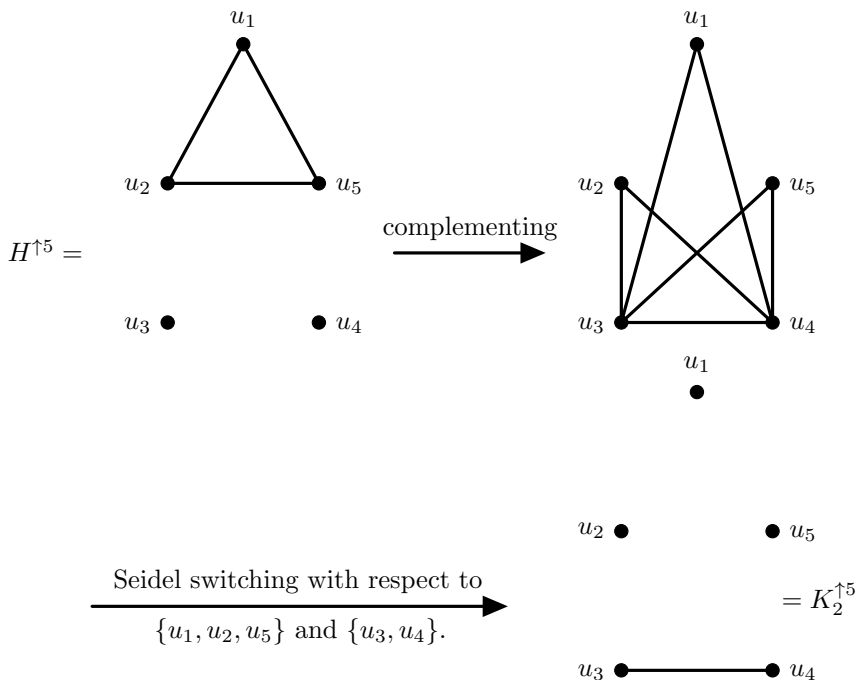 u₁
u₂ u₅
H^{↑5} =
u₃ u₄
complementing
u₁
u₂ u₅
u₃ u₄
u₁
u₂ u₅
Seidel switching with respect to
{u₁, u₂, u₅} and {u₃, u₄}.
= K₂^{↑5}
u₃ u₄